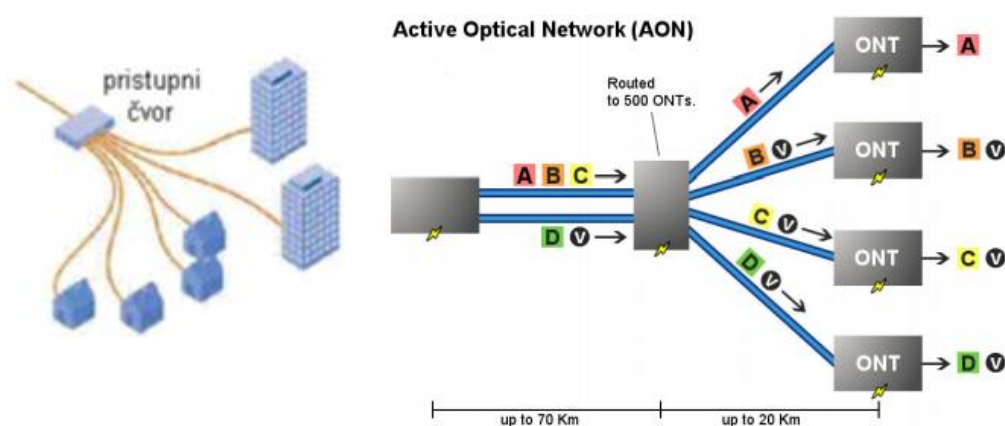 pristupni
čvor
Active Optical Network (AON)
Routed
to 500 ONTs.
A B C
D V
A
B V
C V
D V
ONT
A
ONT
B V
ONT
C V
ONT
D V
up to 70 Km
up to 20 Km